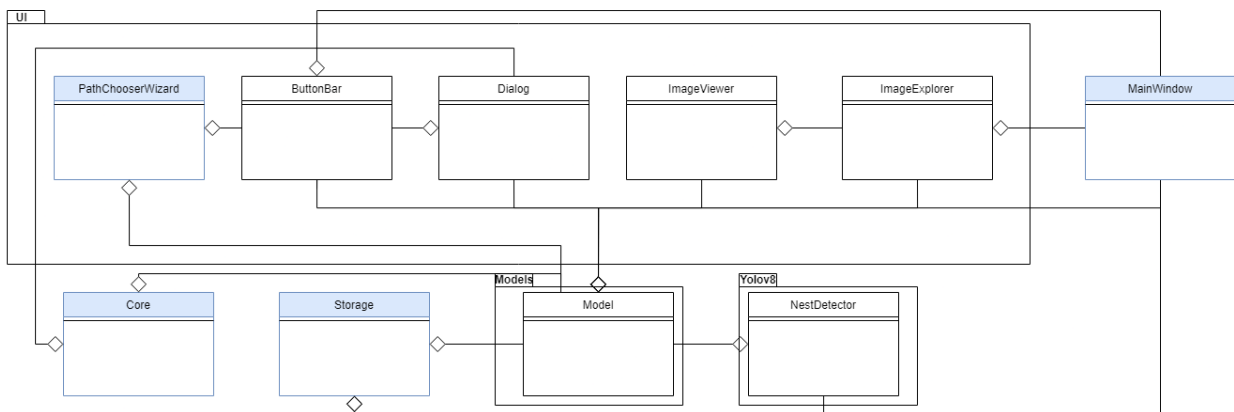 UI
PathChooserWizard
ButtonBar
Dialog
ImageViewer
ImageExplorer
MainWindow
Models
Yolov8
Core
Storage
Model
NestDetector